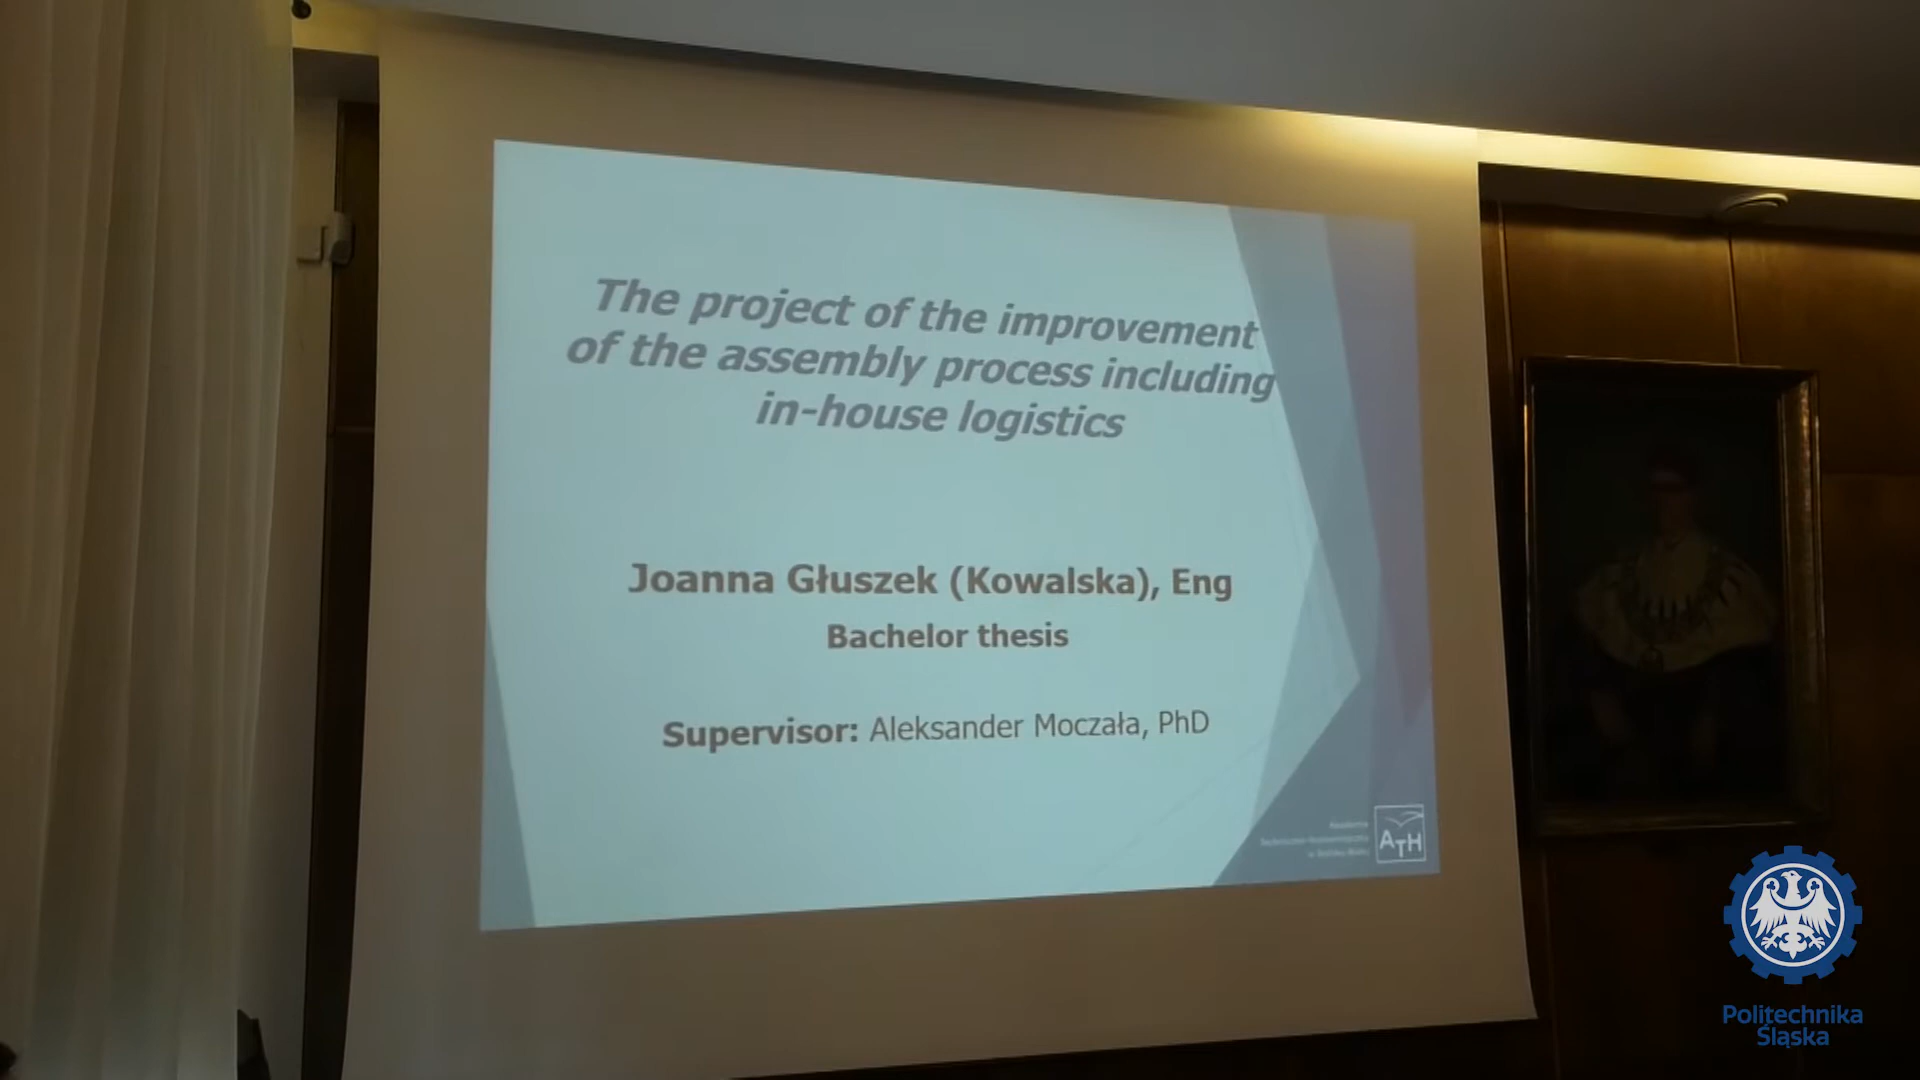 The project of the improvement
of the assembly process including
in-house logistics
Joanna Głuszek (Kowalska), Eng
Bachelor thesis
Supervisor: Aleksander Moczała, PhD
ATH
Politechnika
Śląska